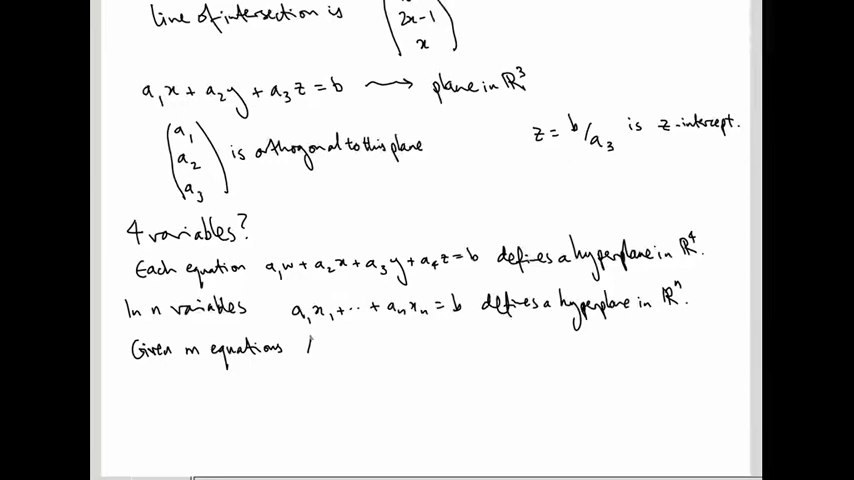 line of intersection is ( 2x-1 x )
a₁x + a₂y + a₃z = b ⟶ plane in ℝ³
(a₁ a₂ a₃) is orthogonal to this plane z = b/a₃ is z-intercept.
4 variables?
Each equation a₁w + a₂x + a₃y + a₄z = b defines a hyperplane in ℝ⁴.
In n variables a₁x₁ + ... + aₙxₙ = b defines a hyperplane in ℝⁿ.
Given m equations